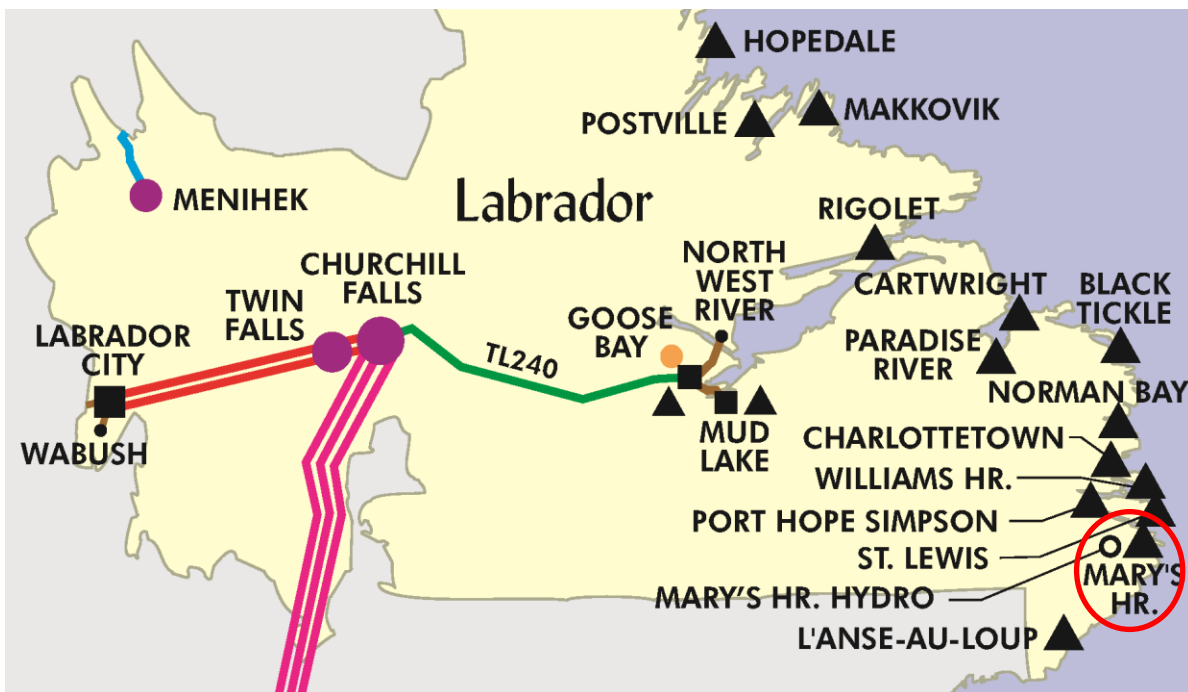 HOPEDALE
MAKKOVIK
POSTVILLE
MENIHEK
Labrador
RIGOLET
NORTH
WEST
RIVER
CHURCHILL
FALLS
TWIN
FALLS
GOOSE
BAY
CARTWRIGHT
BLACK
TICKLE
LABRADOR
CITY
TL240
PARADISE
RIVER
NORMAN BAY
WABUSH
MUD
LAKE
CHARLOTTETOWN
WILLIAMS HR.
PORT HOPE SIMPSON
ST. LEWIS
MARY'S
HR.
MARY'S HR. HYDRO
L'ANSE-AU-LOUP